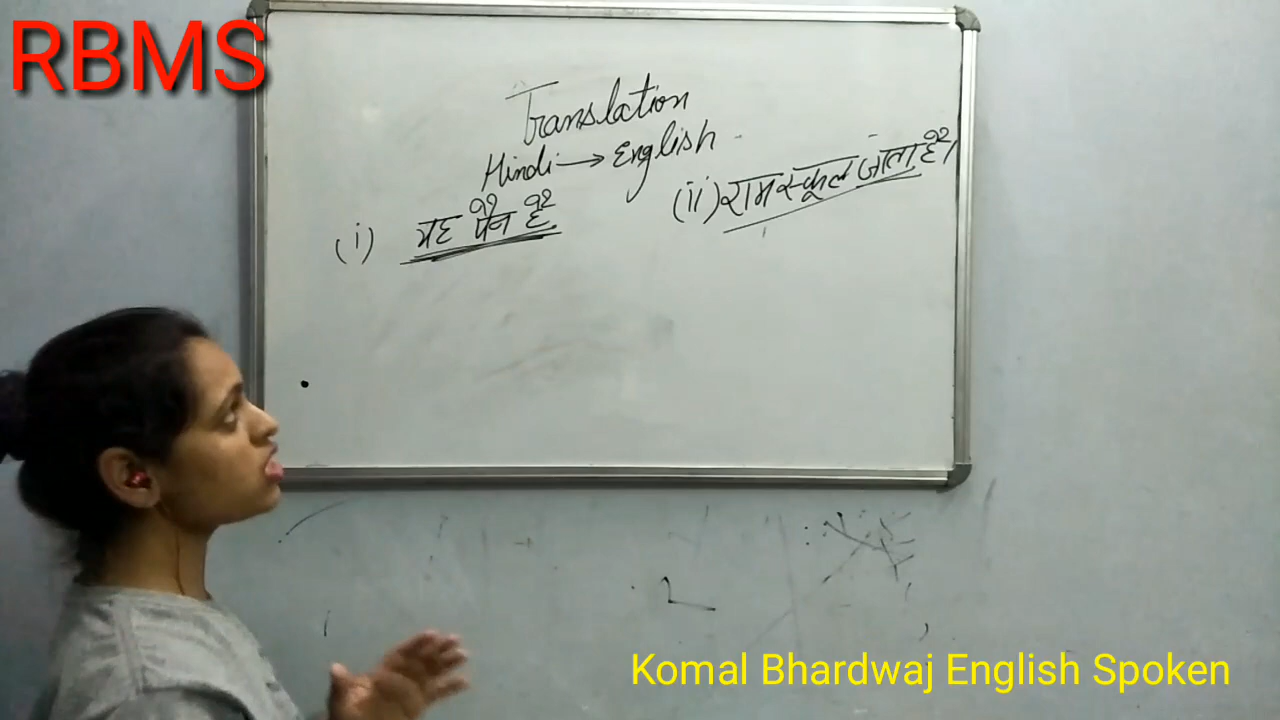 RBMS
Translation
Hindi → English
(i) यह पेन है
(ii) राम स्कूल जाता है।
Komal Bhardwaj English Spoken